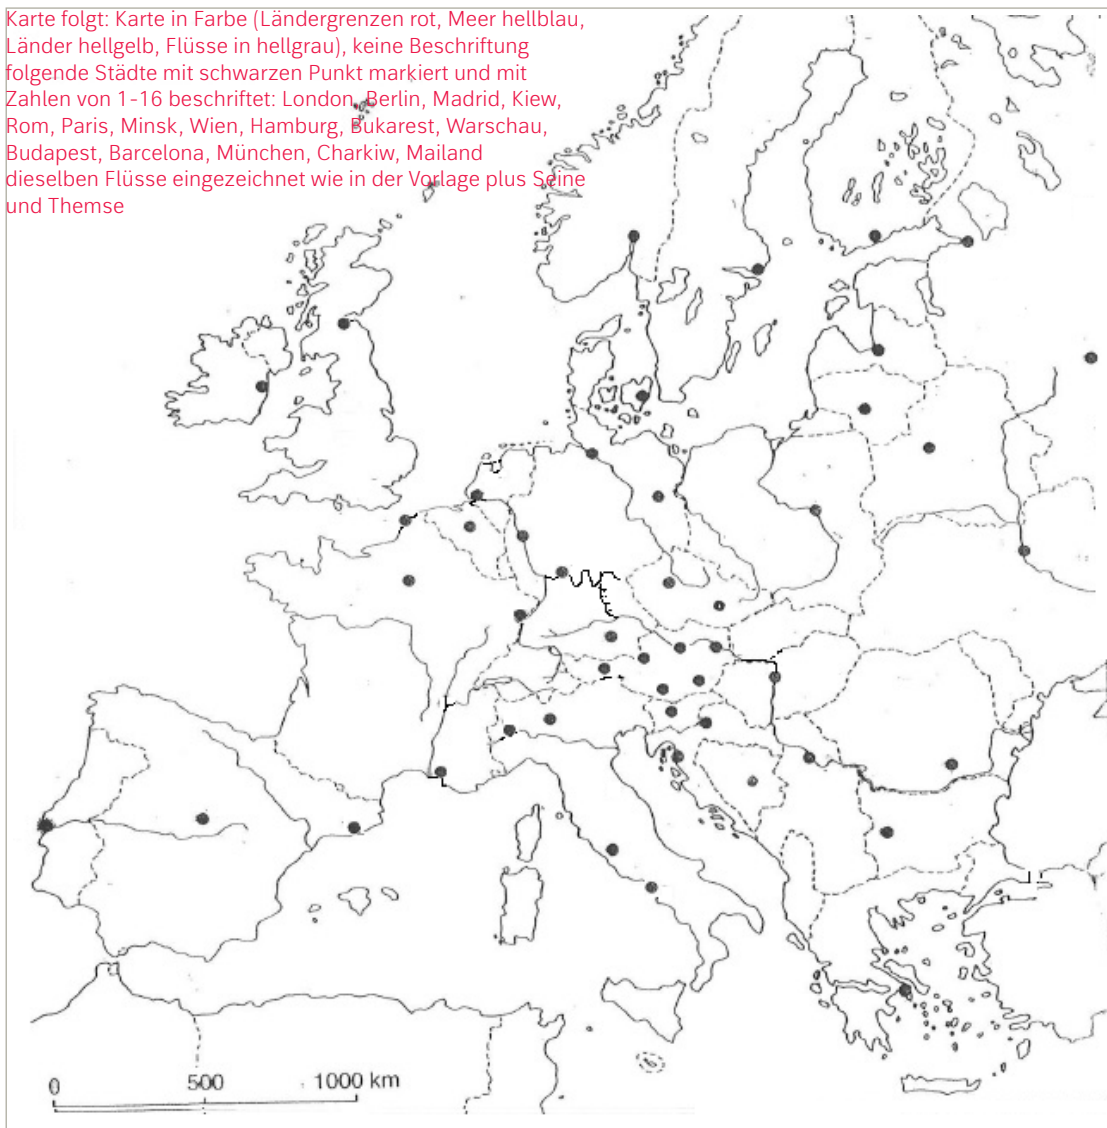 Karte folgt: Karte in Farbe (Ländergrenzen rot, Meer hellblau,
Länder hellgelb, Flüsse in hellgrau), keine Beschriftung
folgende Städte mit schwarzen Punkt markiert und mit
Zahlen von 1-16 beschriftet: London, Berlin, Madrid, Kiew,
Rom, Paris, Minsk, Wien, Hamburg, Bukarest, Warschau,
Budapest, Barcelona, München, Charkiw, Mailand
dieselben Flüsse eingezeichnet wie in der Vorlage plus Seine
und Themse
0 500 1000 km